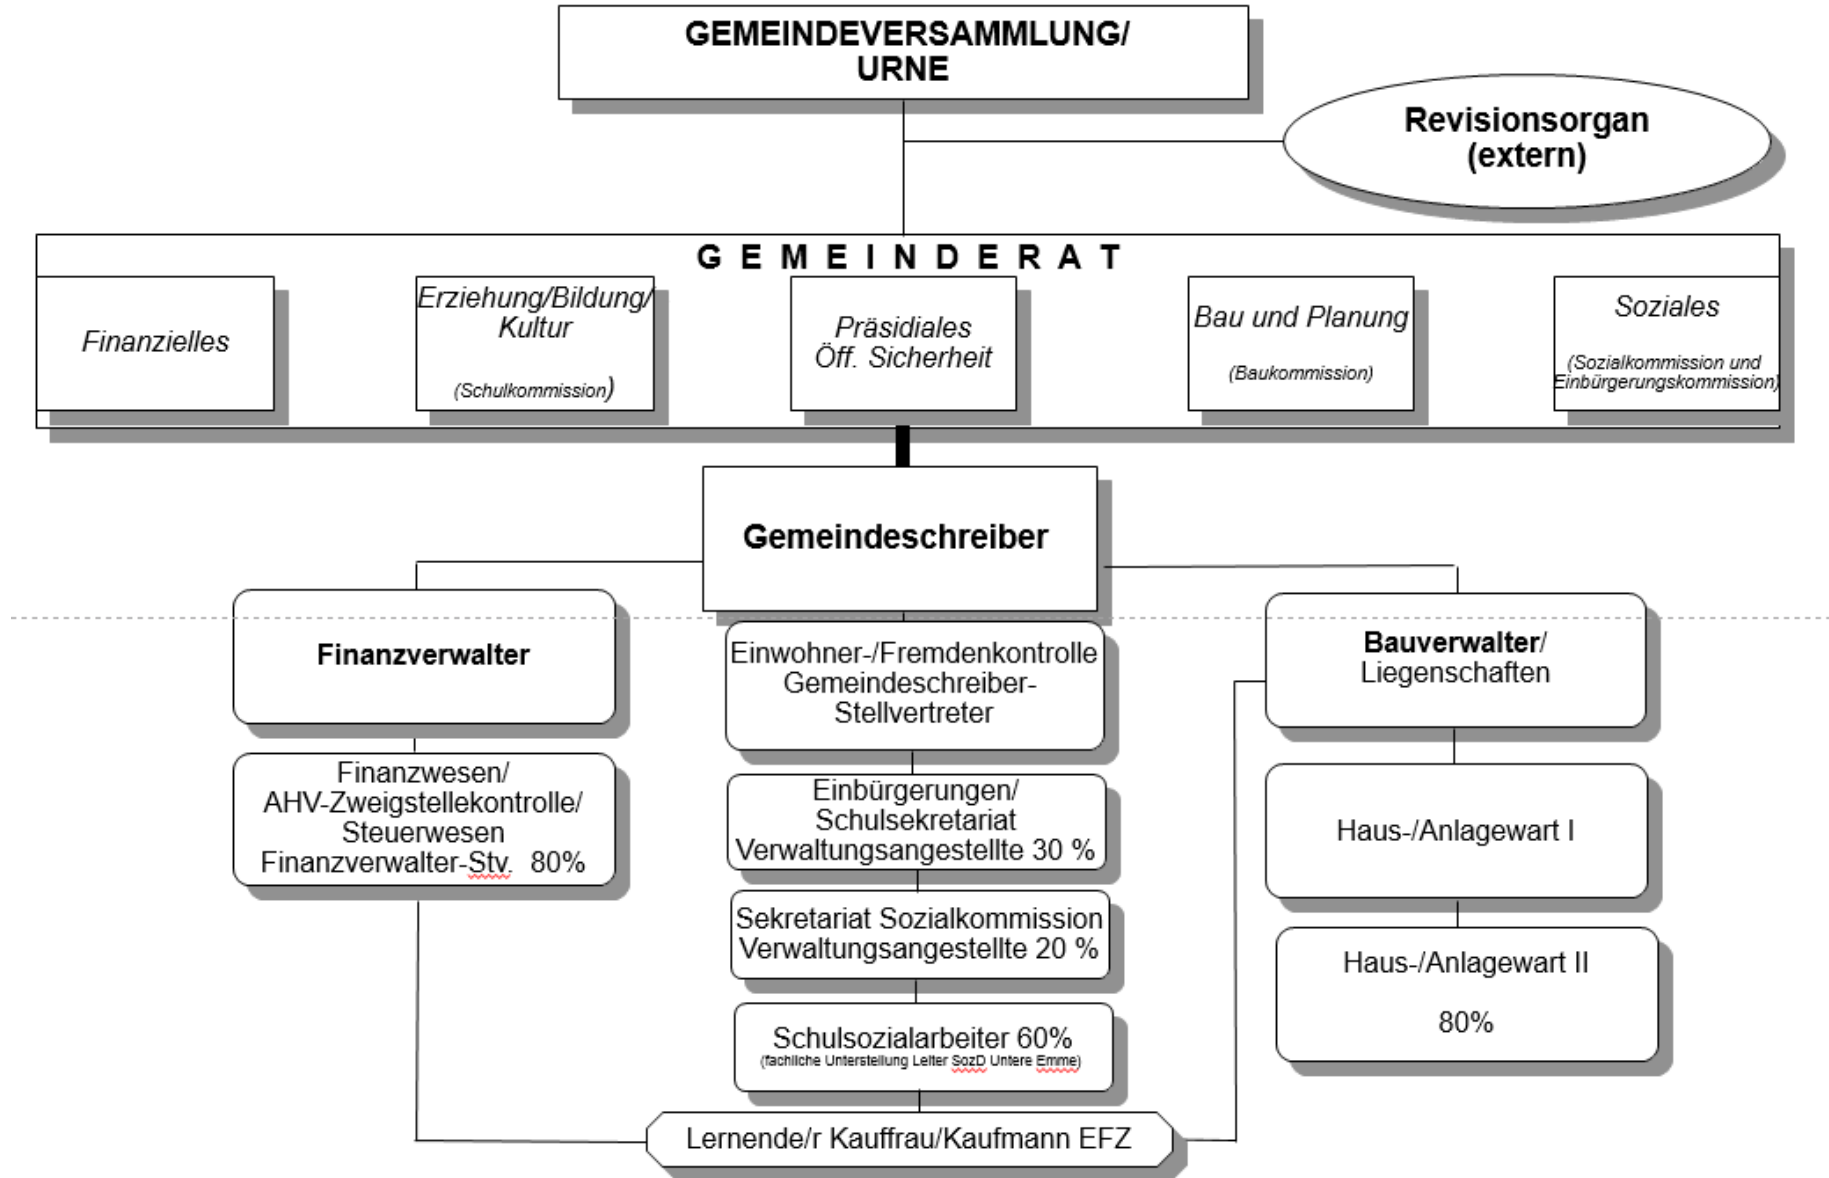 GEMEINDEVERSAMMLUNG/
URNE
Revisionsorgan
(extern)
GEMEINDERAT
Finanzielles
Erziehung/Bildung/
Kultur
(Schulkommission)
Präsidiales
Öff. Sicherheit
Bau und Planung
(Baukommission)
Soziales
(Sozialkommission und
Einbürgerungskommission)
Gemeindeschreiber
Finanzverwalter
Finanzwesen/
AHV-Zweigstellekontrolle/
Steuerwesen
Finanzverwalter-Stv. 80%
Einwohner-/Fremdenkontrolle
Gemeindeschreiber-
Stellvertreter
Einbürgerungen/
Schulsekretariat
Verwaltungsangestellte 30 %
Sekretariat Sozialkommission
Verwaltungsangestellte 20 %
Schulsozialarbeiter 60%
(fachliche Unterstellung Leiter SozD Untere Emme)
Bauverwalter/
Liegenschaften
Haus-/Anlagewart I
Haus-/Anlagewart II
80%
Lernende/r Kauffrau/Kaufmann EFZ